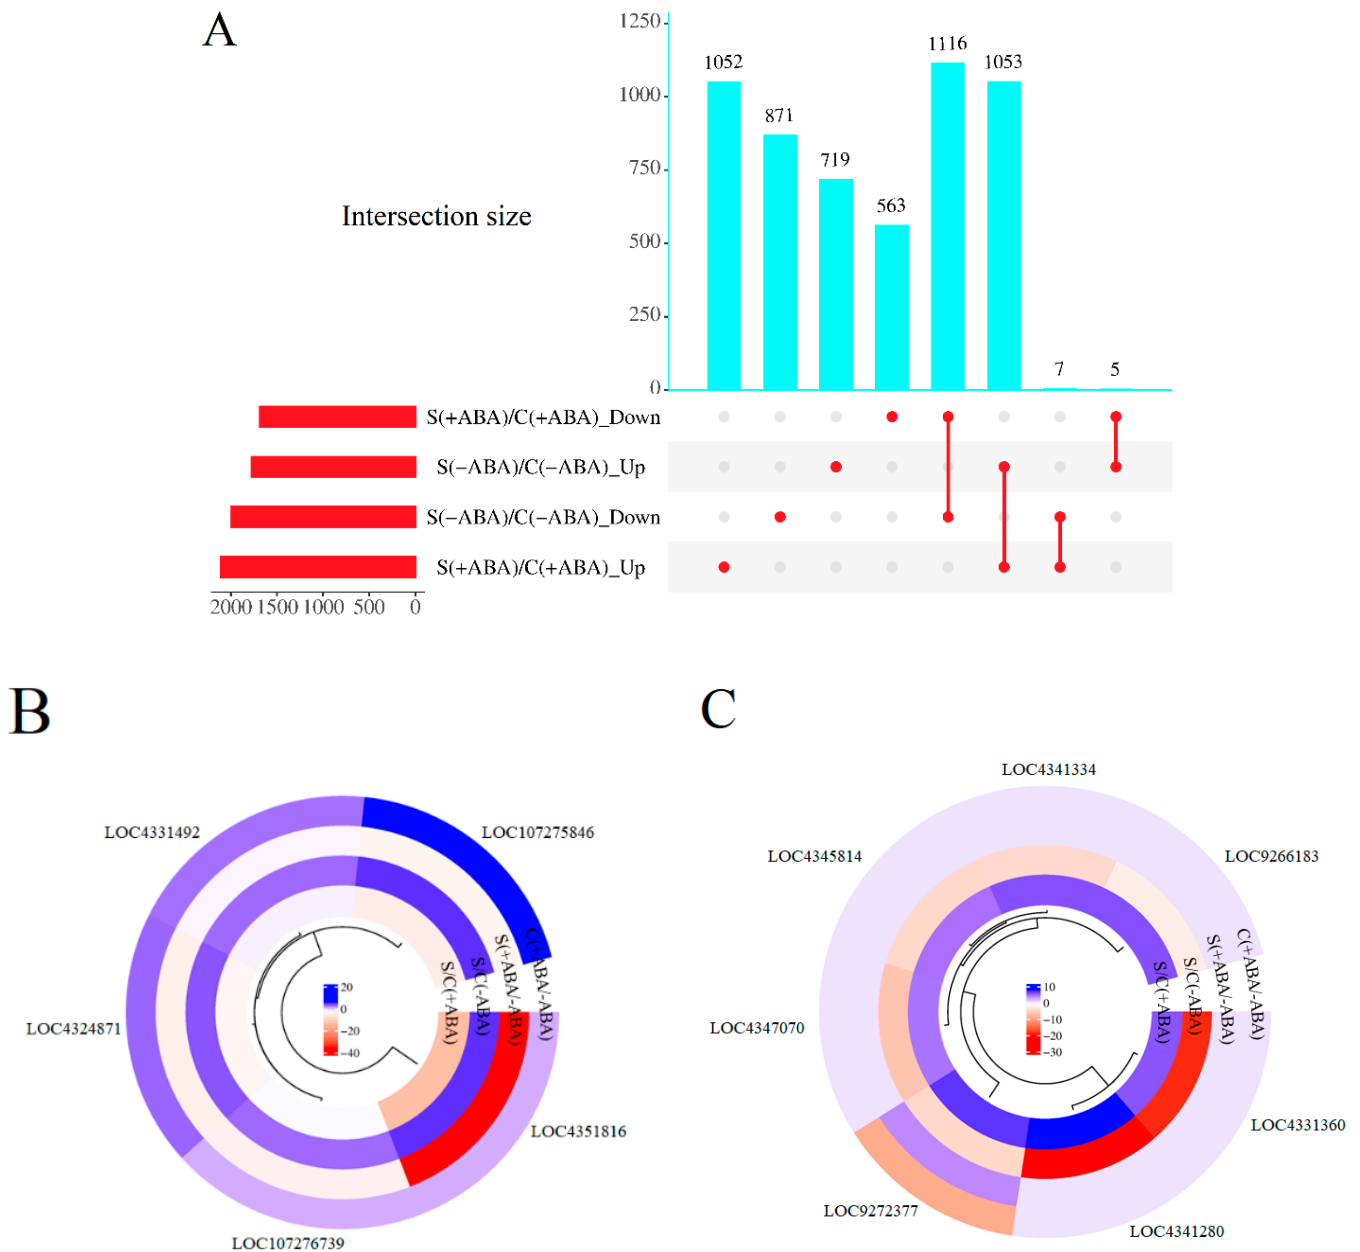 A
1250
1000
750
500
250
0
1052
871
719
563
1116
1053
7
5
Intersection size
S(+ABA)/C(+ABA)_Down
S(−ABA)/C(−ABA)_Up
S(−ABA)/C(−ABA)_Down
S(+ABA)/C(+ABA)_Up
2000 1500 1000 500 0
B
LOC4331492
LOC107275846
LOC4324871
LOC4351816
LOC107276739
S/C(+ABA)
S/C(-ABA)
S(+ABA/-ABA)
C(+ABA/-ABA)
20
0
−20
−40
C
LOC4341334
LOC4345814
LOC9266183
LOC4347070
LOC4331360
LOC9272377
LOC4341280
S/C(+ABA)
S/C(-ABA)
S(+ABA/-ABA)
C(+ABA/-ABA)
10
0
−10
−20
−30